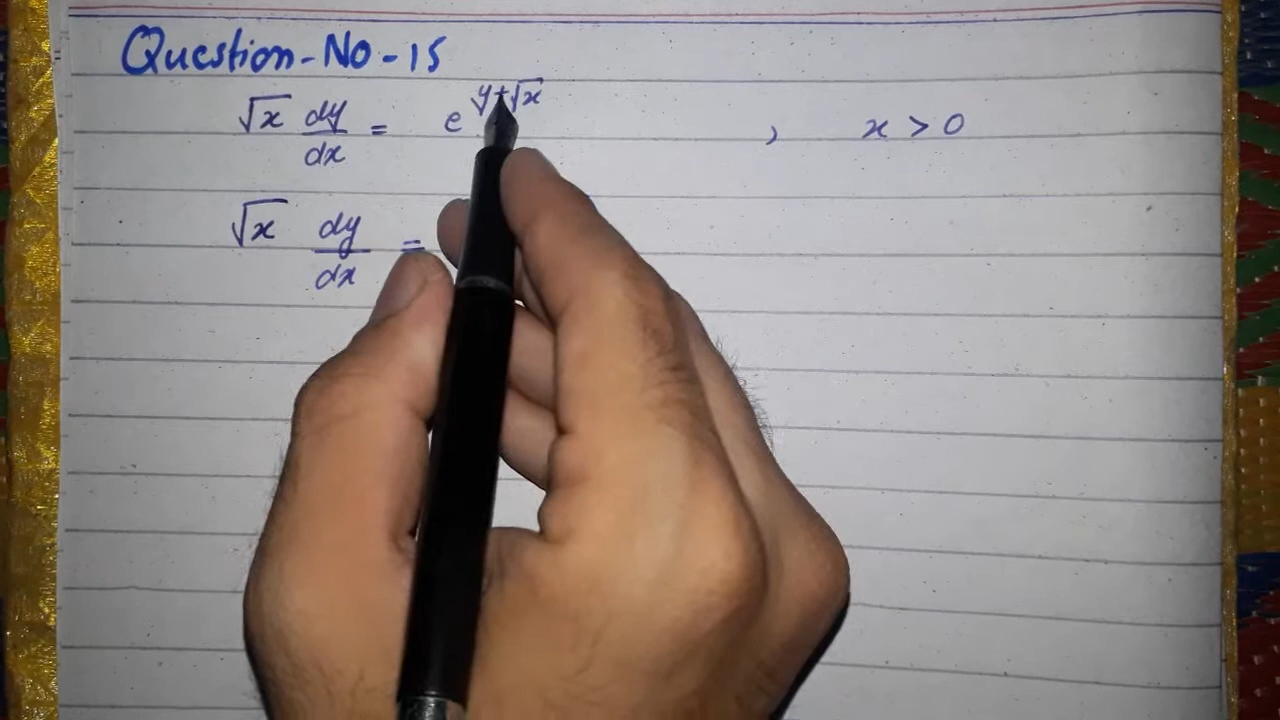 Question-No-15
√x dy/dx = e^(y+√x) , x > 0
√x dy/dx =